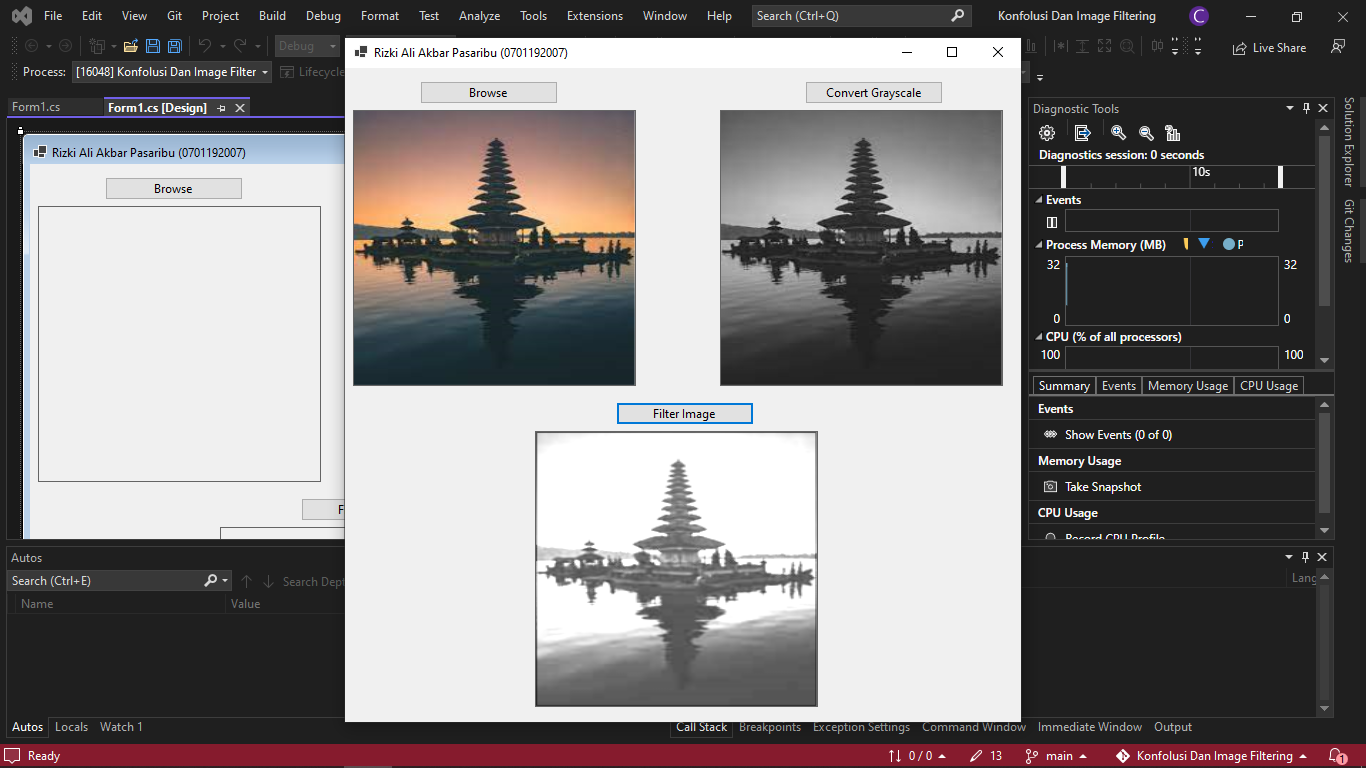 File Edit View Git Project Build Debug Format Test Analyze Tools Extensions Window Help Search (Ctrl+Q) Konfolusi Dan Image Filtering C
Debug Live Share
Process: [16048] Konfolusi Dan Image Filter Lifecycle
Form1.cs Form1.cs [Design]
Rizki Ali Akbar Pasaribu (0701192007)
Browse
F
Rizki Ali Akbar Pasaribu (0701192007)
Browse Convert Grayscale
Filter Image
Diagnostic Tools
Diagnostics session: 0 seconds
10s
Events
Process Memory (MB) P
32 32
0 0
CPU (% of all processors)
100 100
Summary Events Memory Usage CPU Usage
Events
Show Events (0 of 0)
Memory Usage
Take Snapshot
CPU Usage
Record CPU Profile
Solution Explorer
Git Changes
Autos
Search (Ctrl+E) Search Dept
Name Value Lang
Autos Locals Watch 1 Call Stack Breakpoints Exception Settings Command Window Immediate Window Output
Ready 0 / 0 13 main Konfolusi Dan Image Filtering 1